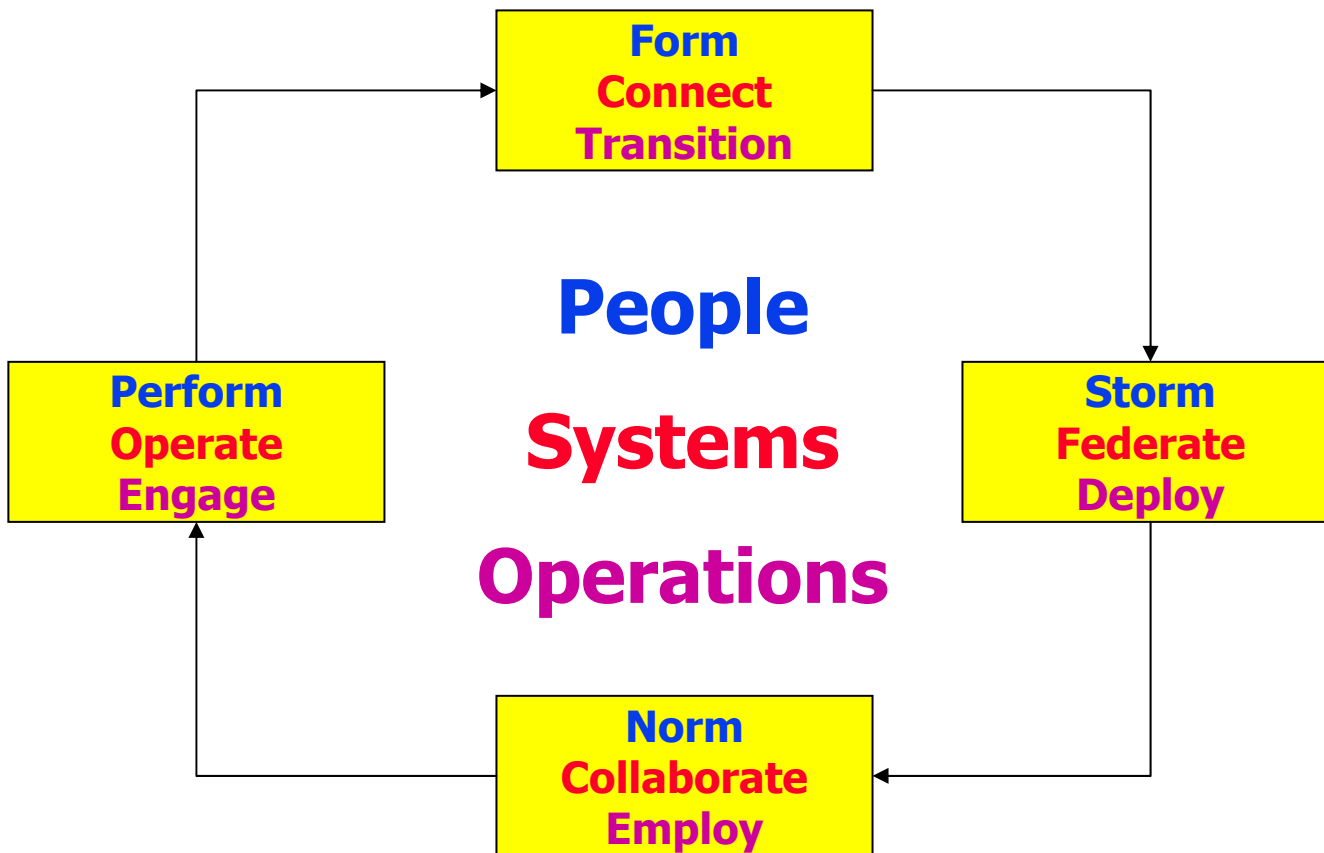 Form
Connect
Transition
People
Perform
Operate
Engage
Systems
Storm
Federate
Deploy
Operations
Norm
Collaborate
Employ